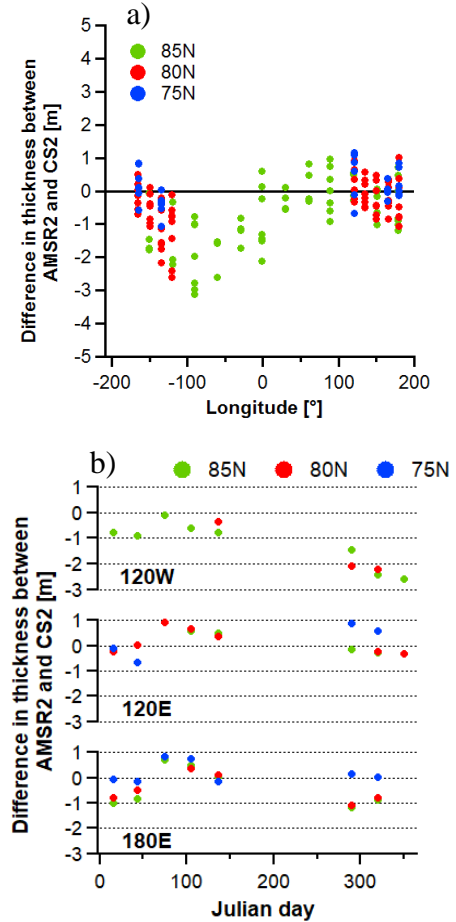 a)
85N
80N
75N
Difference in thickness between
AMSR2 and CS2 [m]
5
4
3
2
1
0
-1
-2
-3
-4
-5
-200
-100
0
100
200
Longitude [°]
b)
85N
80N
75N
Difference in thickness between
AMSR2 and CS2 [m]
1
0
-1
-2
-3
120W
1
0
-1
-2
-3
120E
1
0
-1
-2
-3
180E
0
100
200
300
Julian day